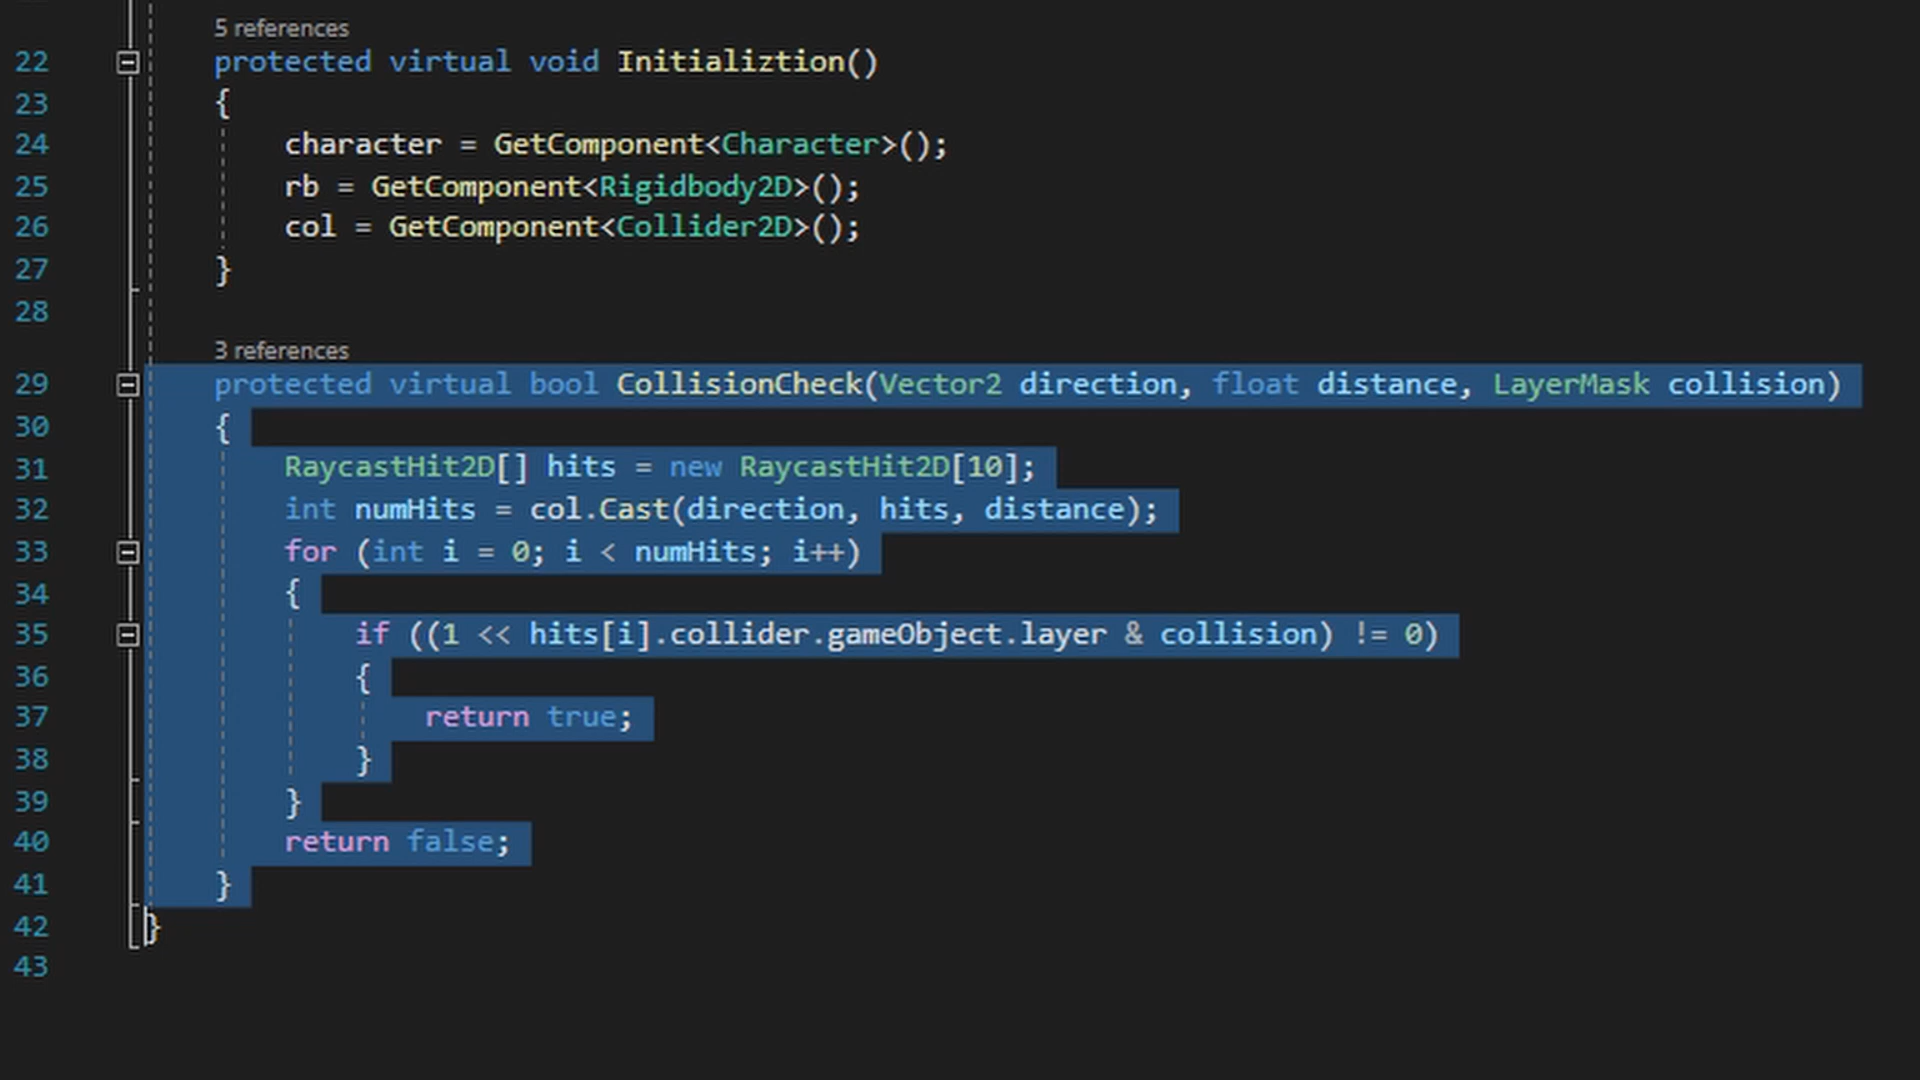 5 references
22 protected virtual void Initializtion()
23 {
24 character = GetComponent<Character>();
25 rb = GetComponent<Rigidbody2D>();
26 col = GetComponent<Collider2D>();
27 }
28
3 references
29 protected virtual bool CollisionCheck(Vector2 direction, float distance, LayerMask collision)
30 {
31 RaycastHit2D[] hits = new RaycastHit2D[10];
32 int numHits = col.Cast(direction, hits, distance);
33 for (int i = 0; i < numHits; i++)
34 {
35 if ((1 << hits[i].collider.gameObject.layer & collision) != 0)
36 {
37 return true;
38 }
39 }
40 return false;
41 }
42 }
43